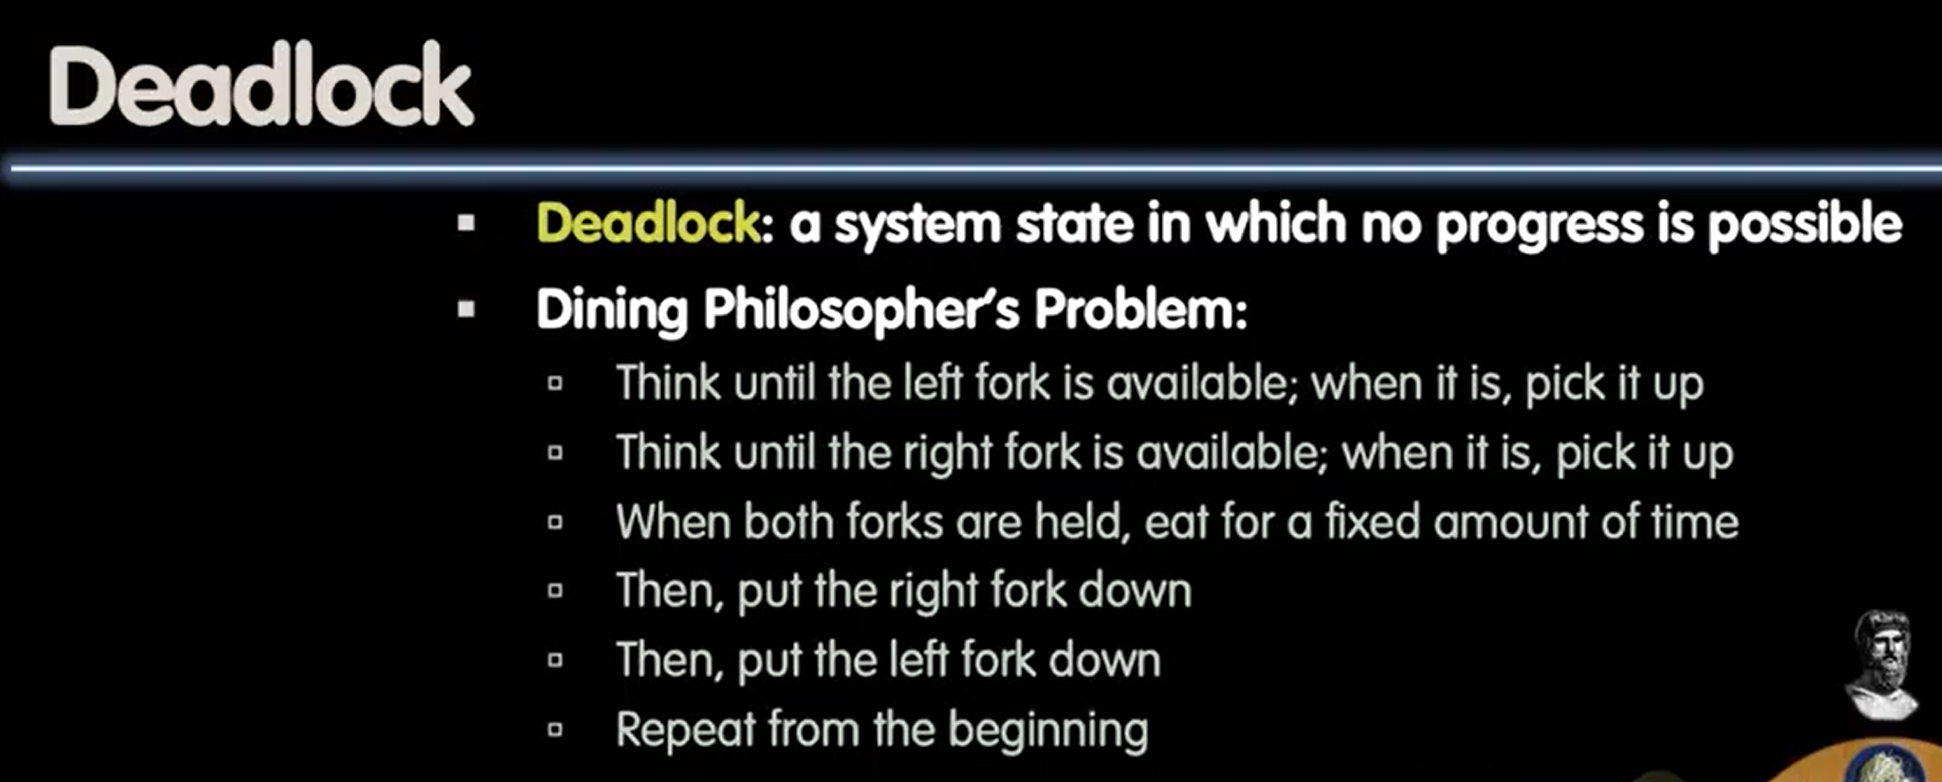 Deadlock
Deadlock: a system state in which no progress is possible
Dining Philosopher's Problem:
Think until the left fork is available; when it is, pick it up
Think until the right fork is available; when it is, pick it up
When both forks are held, eat for a fixed amount of time
Then, put the right fork down
Then, put the left fork down
Repeat from the beginning